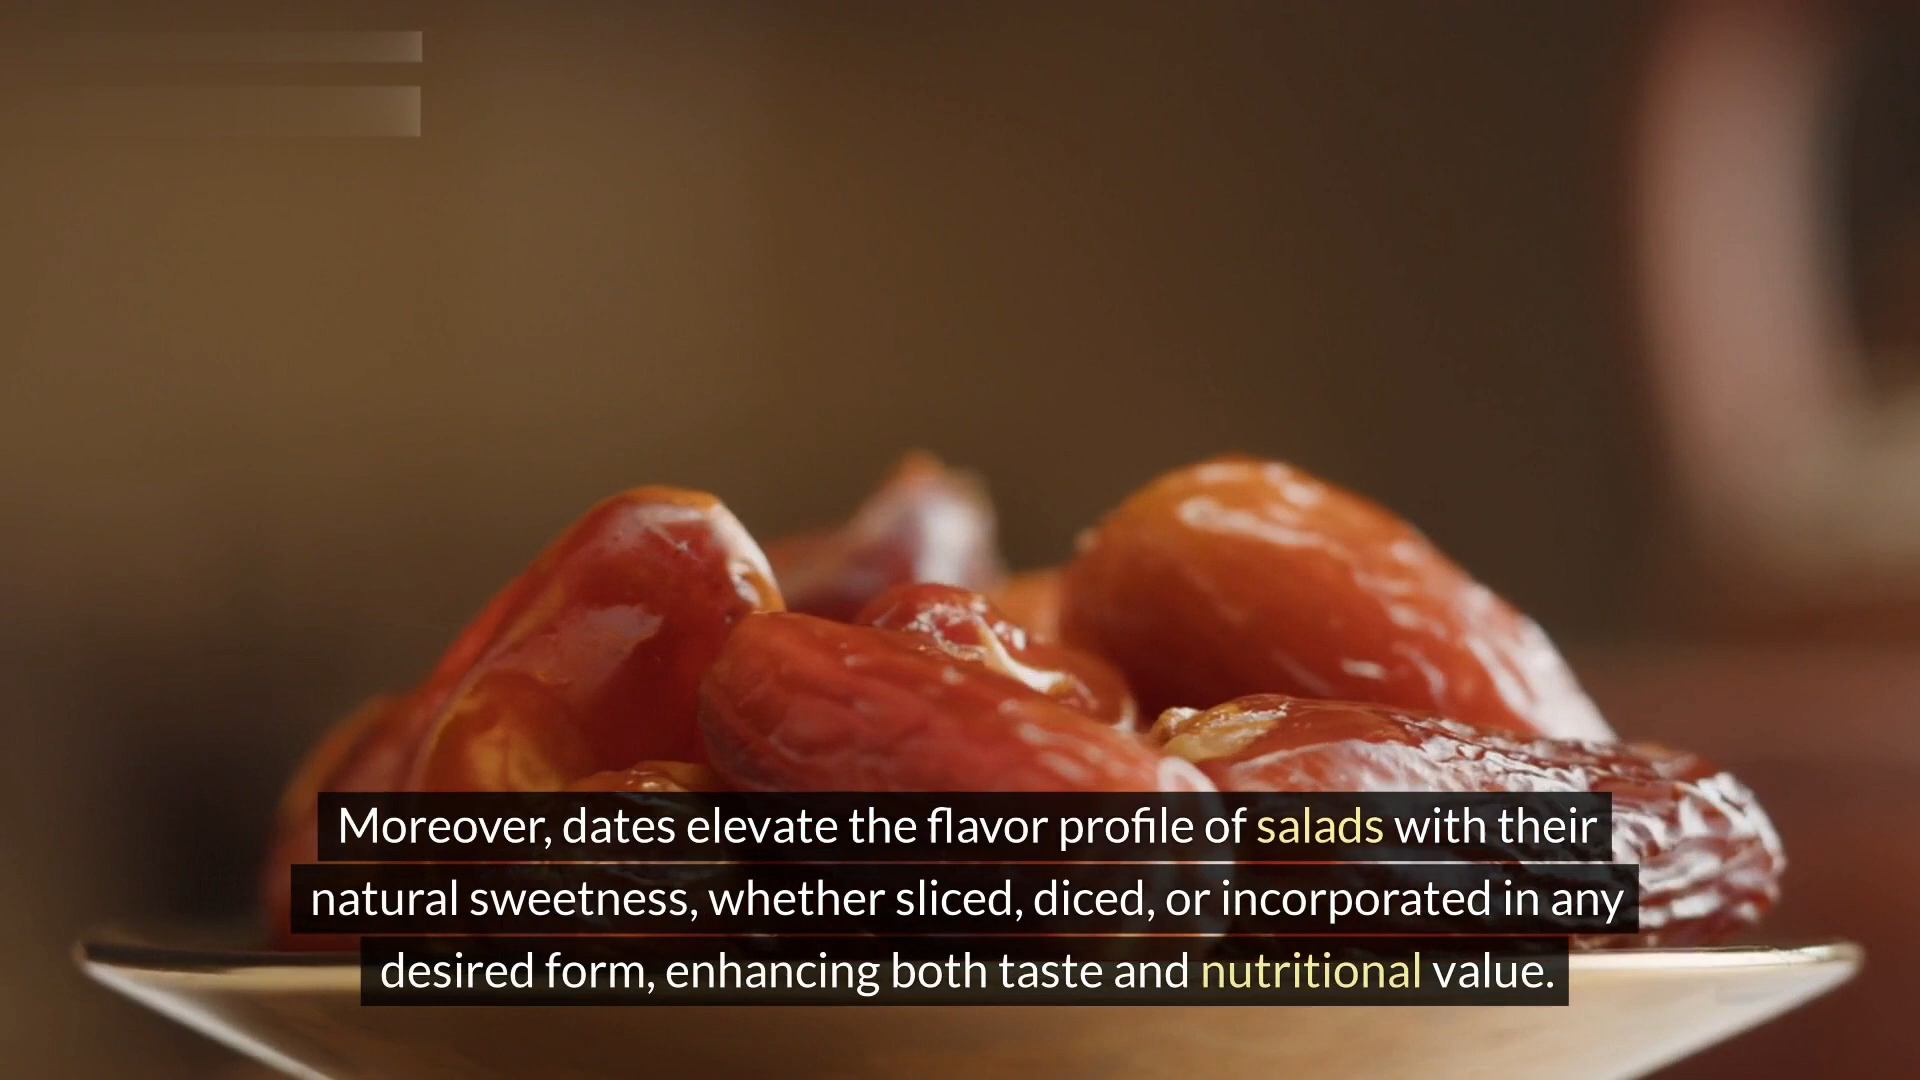 Moreover, dates elevate the flavor profile of salads with their
natural sweetness, whether sliced, diced, or incorporated in any
desired form, enhancing both taste and nutritional value.